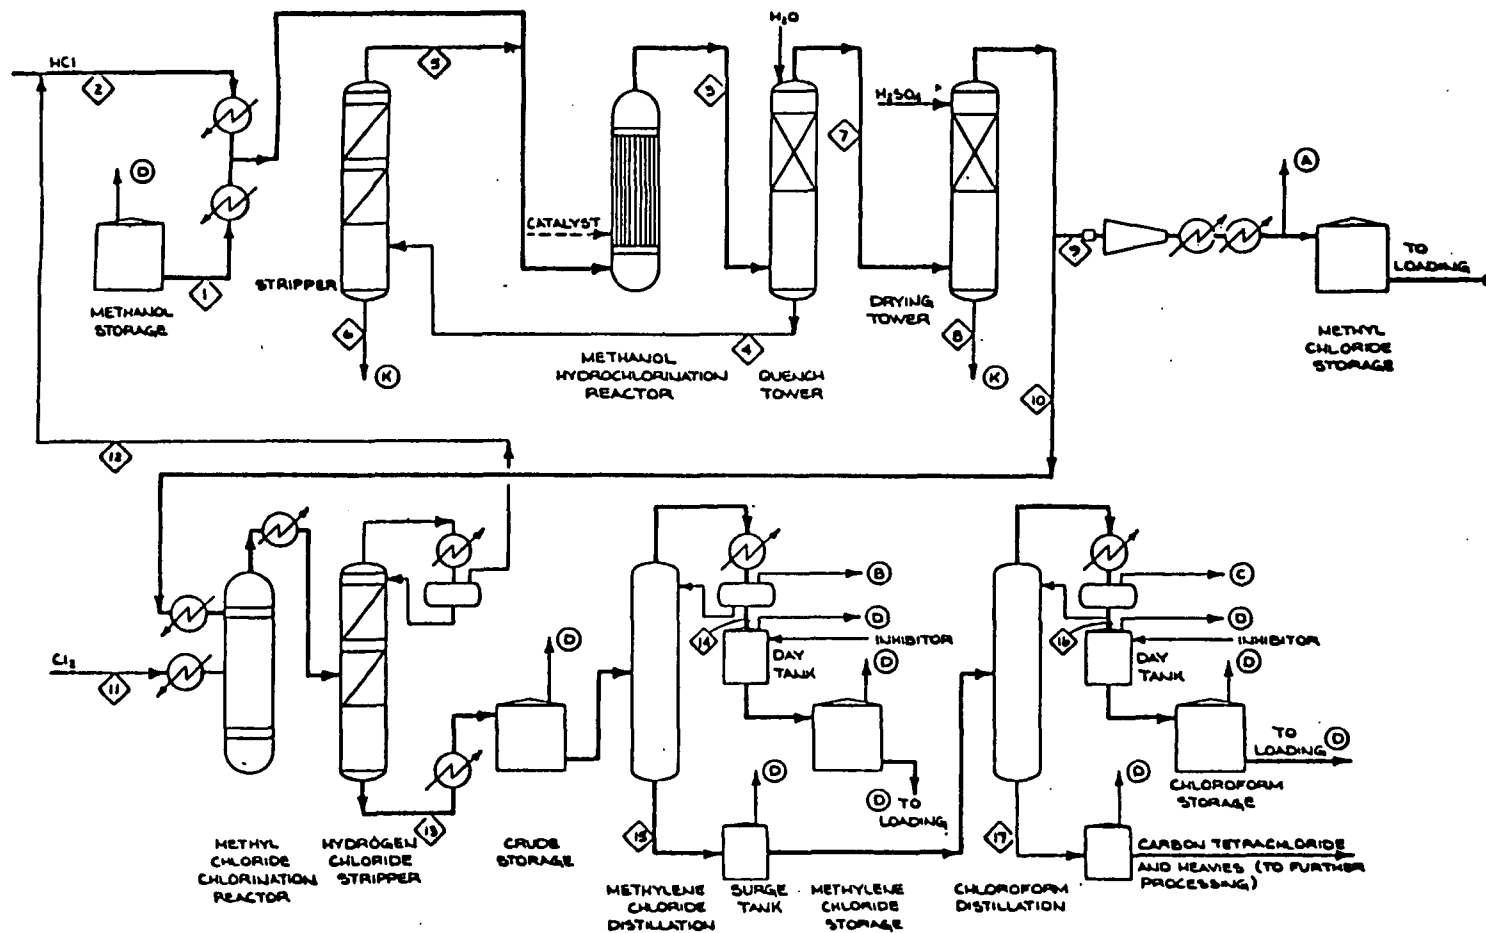 H₂O
HCl
2
5
3
7
H₂SO₄
A
D
CATALYST
9
TO
LOADING
STRIPPER
1
METHANOL
STORAGE
DRYING
TOWER
6
4
8
METHYL
CHLORIDE
STORAGE
K
METHANOL
HYDROCHLORINATION
REACTOR
QUENCH
TOWER
K
10
12
B
C
D
D
14
INHIBITOR
16
INHIBITOR
D
DAY
TANK
D
DAY
TANK
D
Cl₂
11
TO
LOADING
D
D
D
CHLOROFORM
STORAGE
D TO
LOADING
13
15
17
METHYL
CHLORIDE
CHLORINATION
REACTOR
HYDROGEN
CHLORIDE
STRIPPER
CRUDE
STORAGE
CARBON TETRACHLORIDE
AND HEAVIES (TO FURTHER
PROCESSING)
METHYLENE
CHLORIDE
DISTILLATION
SURGE
TANK
METHYLENE
CHLORIDE
STORAGE
CHLOROFORM
DISTILLATION